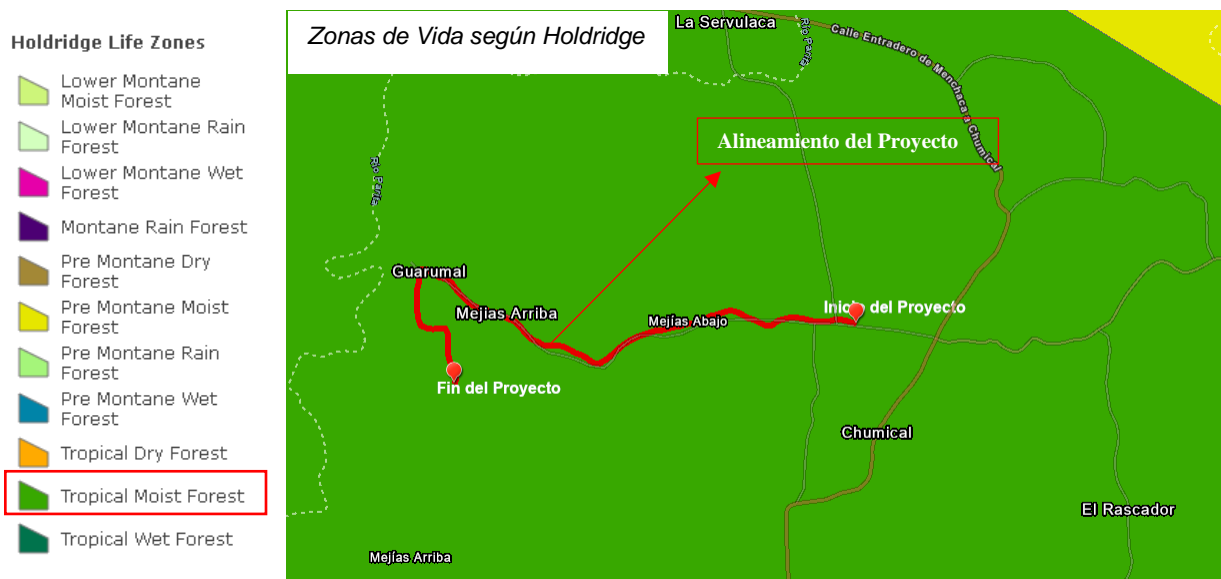 Holdridge Life Zones
Lower Montane
Moist Forest
Lower Montane Rain
Forest
Lower Montane Wet
Forest
Montane Rain Forest
Pre Montane Dry
Forest
Pre Montane Moist
Forest
Pre Montane Rain
Forest
Pre Montane Wet
Forest
Tropical Dry Forest
Tropical Moist Forest
Tropical Wet Forest
Zonas de Vida según Holdridge
La Servulaca
Río Parita
Calle Entradero de Menchaca a Chumical
Alineamiento del Proyecto
Río Parita
Guarumal
Mejias Arriba
Mejías Abajo
Inicio del Proyecto
Fin del Proyecto
Chumical
El Rascador
Mejías Arriba